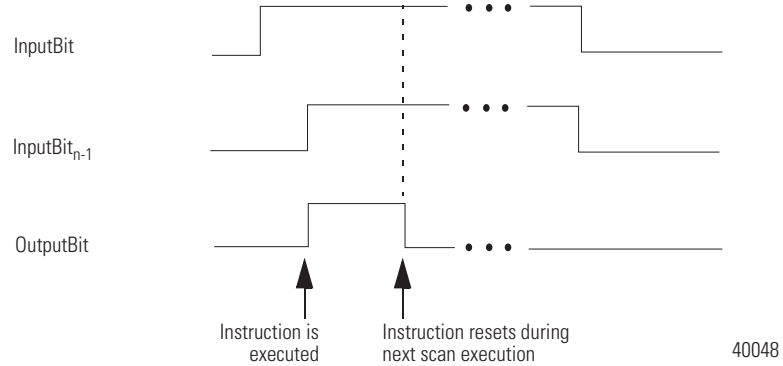 InputBit
InputBitn-1
OutputBit
Instruction is
executed
Instruction resets during
next scan execution
40048